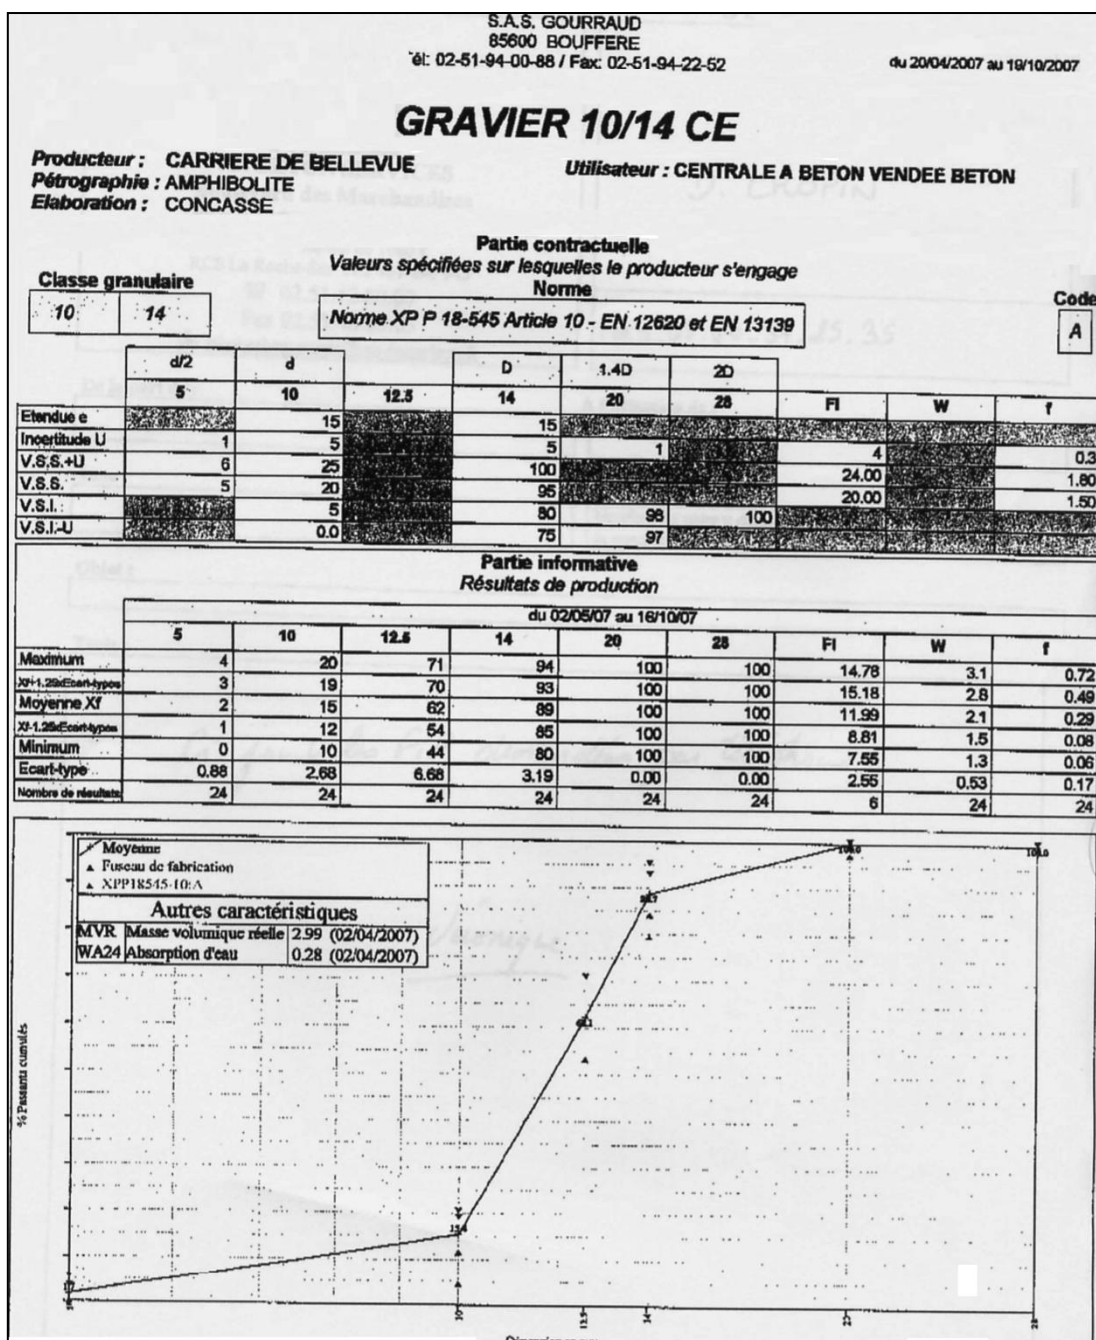 S.A.S. GOURRAUD
85600 BOUFFERE
él: 02-51-94-00-88 / Fax: 02-51-94-22-52
du 20/04/2007 au 19/10/2007
GRAVIER 10/14 CE
Producteur : CARRIERE DE BELLEVUE
Utilisateur : CENTRALE A BETON VENDEE BETON
Pétrographie : AMPHIBOLITE
Elaboration : CONCASSE
Partie contractuelle
Valeurs spécifiées sur lesquelles le producteur s'engage
Classe granulaire
Norme
Code
10 14
Norme XP P 18-545 Article 10 - EN 12620 et EN 13139
A
d/2 d D 1.4D 2D
5 10 12.5 14 20 28 FI W f
Etendue e 15 15
Incertitude U 1 5 5 1 4 0.3
V.S.S.+U 6 25 100 24.00 1.80
V.S.S. 5 20 95 20.00 1.50
V.S.I. 5 80 98 100
V.S.I.-U 0.0 75 97
Partie informative
Résultats de production
du 02/05/07 au 16/10/07
5 10 12.5 14 20 28 FI W f
Maximum 4 20 71 94 100 100 14.78 3.1 0.72
Xf+1.25xEcart-types 3 19 70 93 100 100 15.18 2.8 0.49
Moyenne Xf 2 15 62 89 100 100 11.99 2.1 0.29
Xf-1.25xEcart-types 1 12 54 85 100 100 8.81 1.5 0.08
Minimum 0 10 44 80 100 100 7.55 1.3 0.06
Ecart-type 0.88 2.68 6.68 3.19 0.00 0.00 2.55 0.53 0.17
Nombre de résultats 24 24 24 24 24 24 6 24 24
Moyenne
Fuseau de fabrication
XPP18545-10:A
Autres caractéristiques
MVR Masse volumique réelle 2.99 (02/04/2007)
WA24 Absorption d'eau 0.28 (02/04/2007)
100.0 100.0
% Passants cumulés
10 12.5 14